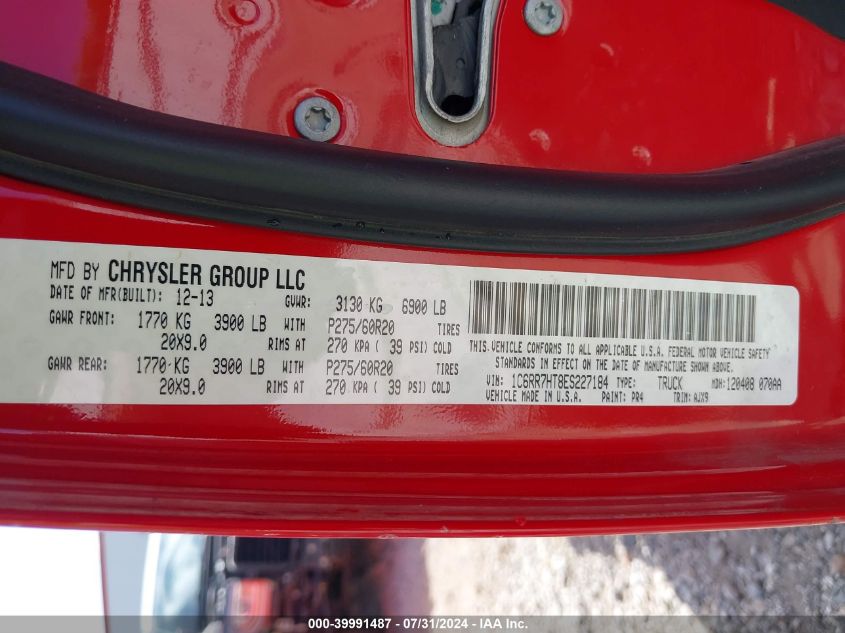 MFD BY CHRYSLER GROUP LLC
DATE OF MFR(BUILT): 12-13 GVWR: 3130 KG 6900 LB
GAWR FRONT: 1770 KG 3900 LB WITH P275/60R20 TIRES
20X9.0 RIMS AT 270 KPA ( 39 PSI) COLD
GAWR REAR: 1770 KG 3900 LB WITH P275/60R20 TIRES
20X9.0 RIMS AT 270 KPA ( 39 PSI) COLD
THIS VEHICLE CONFORMS TO ALL APPLICABLE U.S.A. FEDERAL MOTOR VEHICLE SAFETY
STANDARDS IN EFFECT ON THE DATE OF MANUFACTURE SHOWN ABOVE.
VIN: 1C6RR7HT8ES227184 TYPE: TRUCK MDH: 120408 070AA
VEHICLE MADE IN U.S.A. PAINT: PR4 TRIM: AJX9
000-39991487 - 07/31/2024 - IAA Inc.